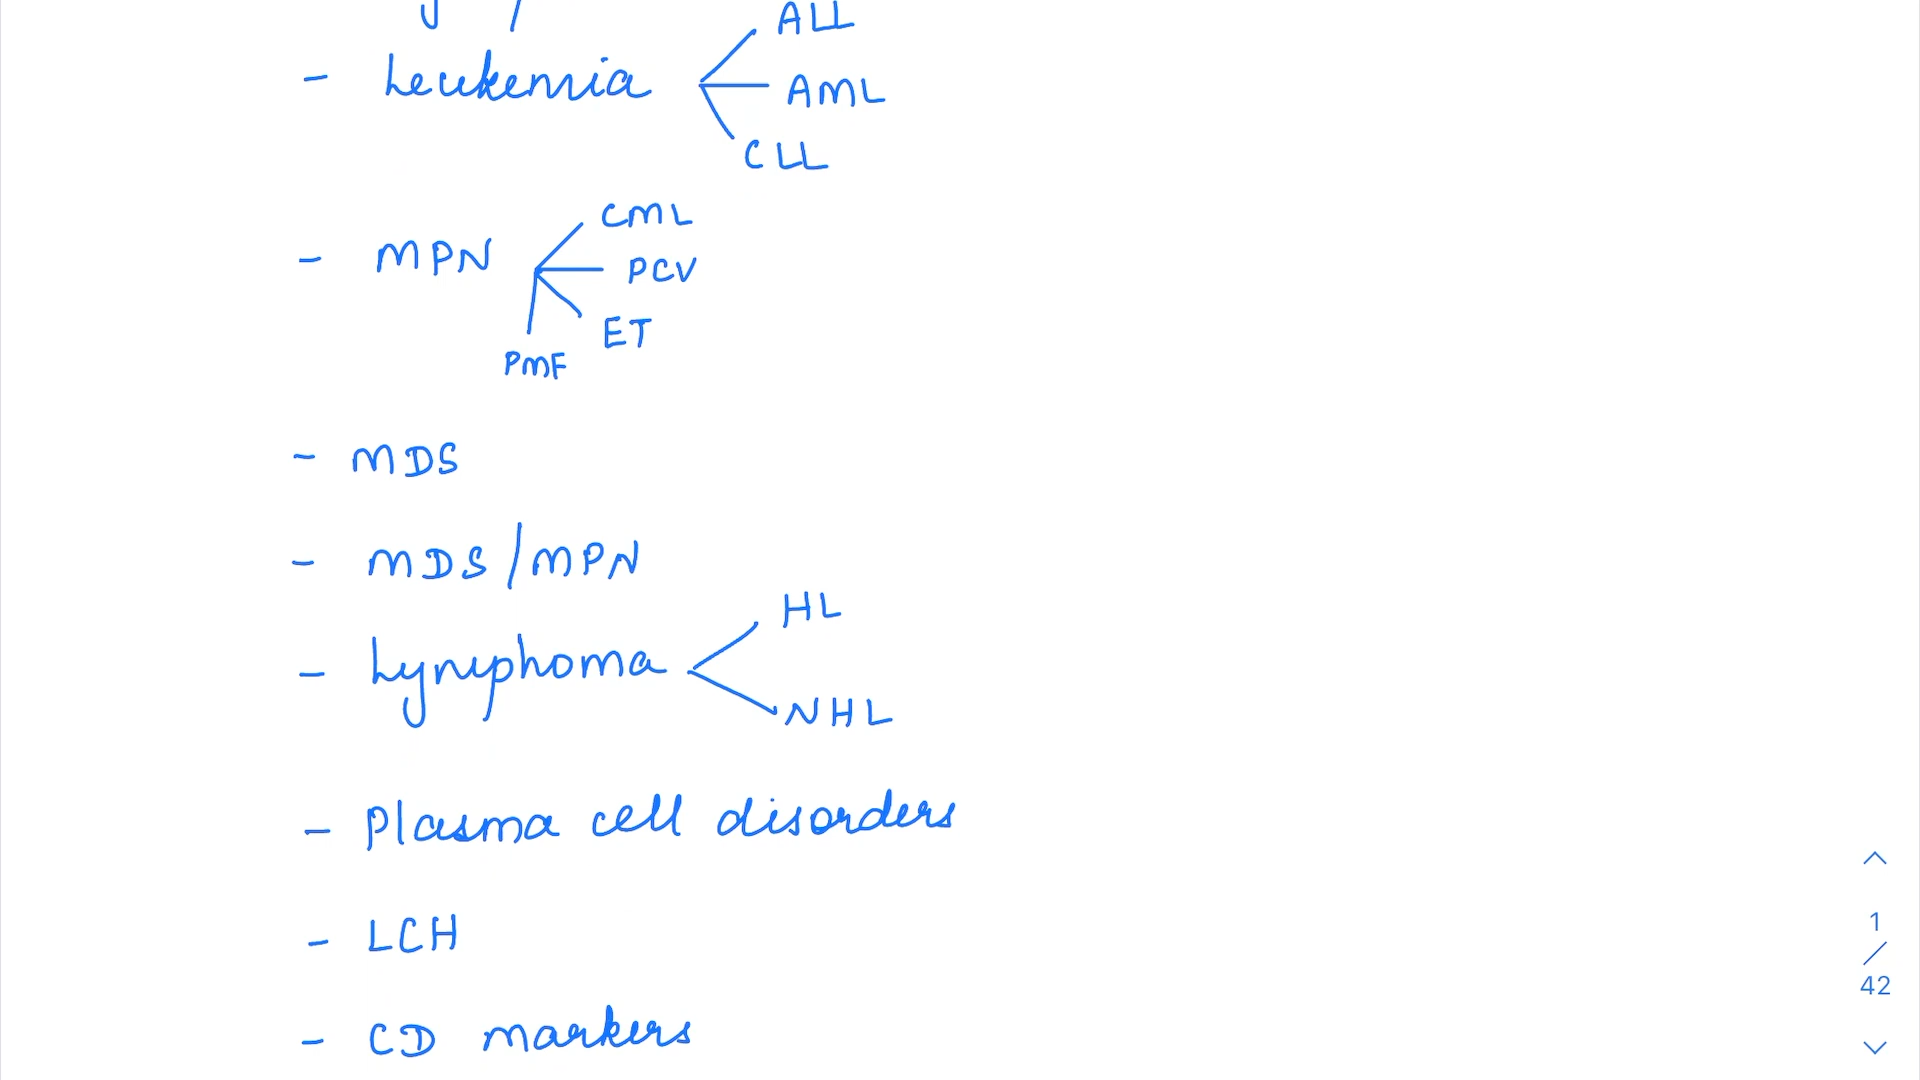 ALL
- Leukemia AML
CLL
CML
- MPN PCV
ET
PMF
- MDS
- MDS/MPN
HL
- Lymphoma
NHL
- Plasma cell disorders
- LCH
- CD markers
1
/
42